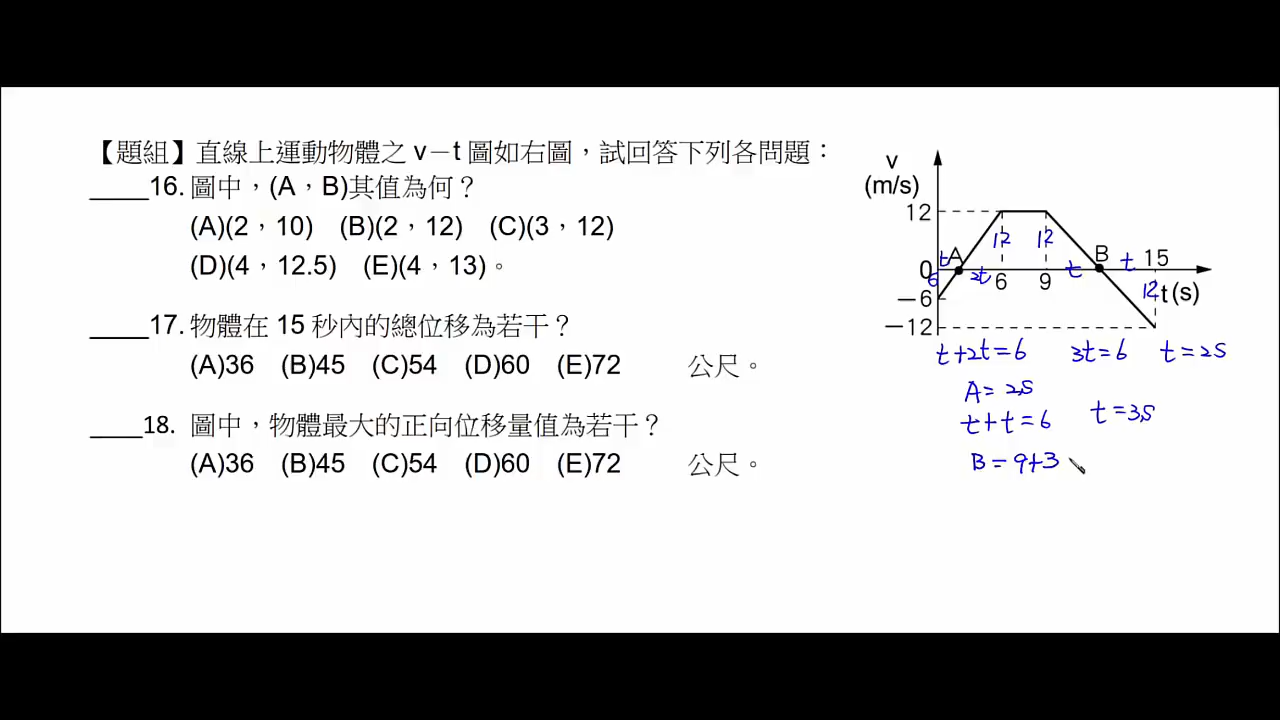 【題組】直線上運動物體之 v－t 圖如右圖，試回答下列各問題：
____16. 圖中，(A，B)其值為何？
(A)(2，10) (B)(2，12) (C)(3，12)
(D)(4，12.5) (E)(4，13)。
____17. 物體在 15 秒內的總位移為若干？
(A)36 (B)45 (C)54 (D)60 (E)72 公尺。
____18. 圖中，物體最大的正向位移量值為若干？
(A)36 (B)45 (C)54 (D)60 (E)72 公尺。
v
(m/s)
12
12 12
t A B t 15
0
6 2t 6 9 t
12 t(s)
－6
－12
t+2t=6 3t=6 t=2s
A=2s
t+t=6 t=3s
B=9+3